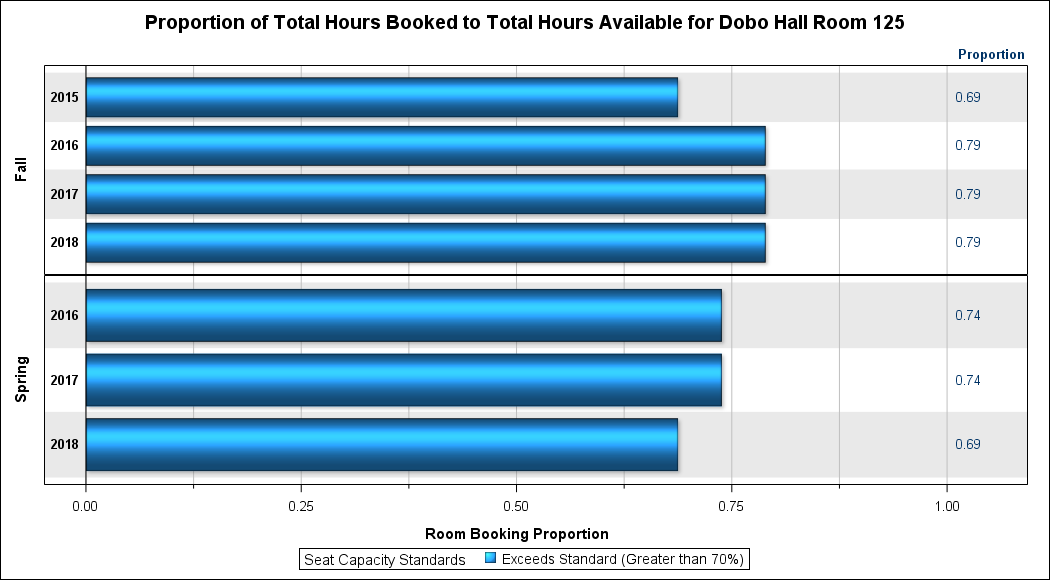 Proportion of Total Hours Booked to Total Hours Available for Dobo Hall Room 125
Proportion
Fall
2015 0.69
2016 0.79
2017 0.79
2018 0.79
Spring
2016 0.74
2017 0.74
2018 0.69
0.00 0.25 0.50 0.75 1.00
Room Booking Proportion
Seat Capacity Standards Exceeds Standard (Greater than 70%)